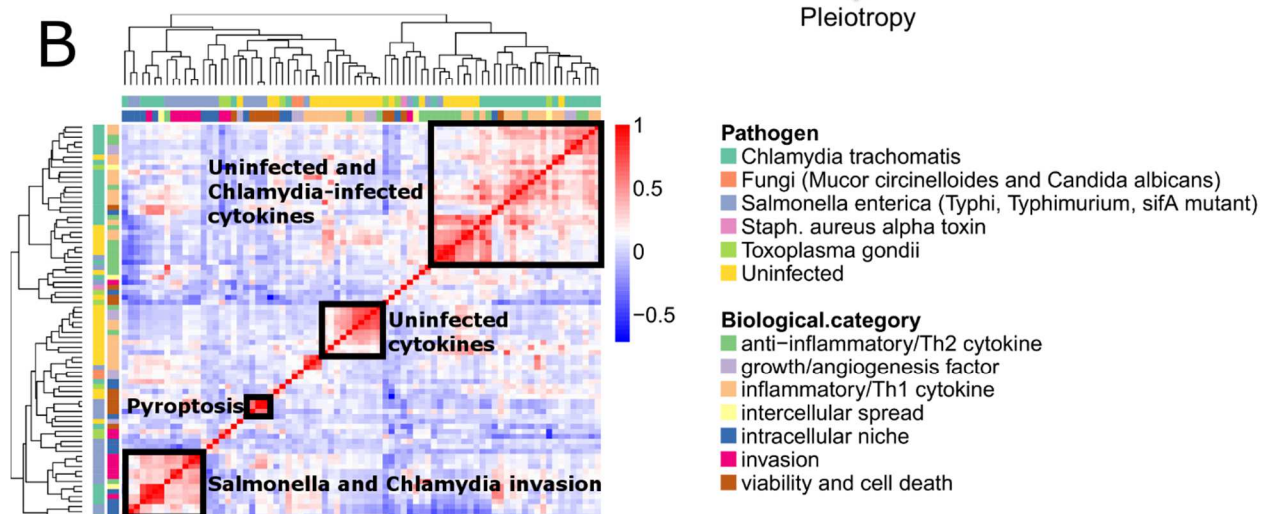 B
Pleiotropy
Uninfected and
Chlamydia-infected
cytokines
Uninfected
cytokines
Pyroptosis
Salmonella and Chlamydia invasion
1
0.5
0
−0.5
Pathogen
Chlamydia trachomatis
Fungi (Mucor circinelloides and Candida albicans)
Salmonella enterica (Typhi, Typhimurium, sifA mutant)
Staph. aureus alpha toxin
Toxoplasma gondii
Uninfected
Biological.category
anti−inflammatory/Th2 cytokine
growth/angiogenesis factor
inflammatory/Th1 cytokine
intercellular spread
intracellular niche
invasion
viability and cell death